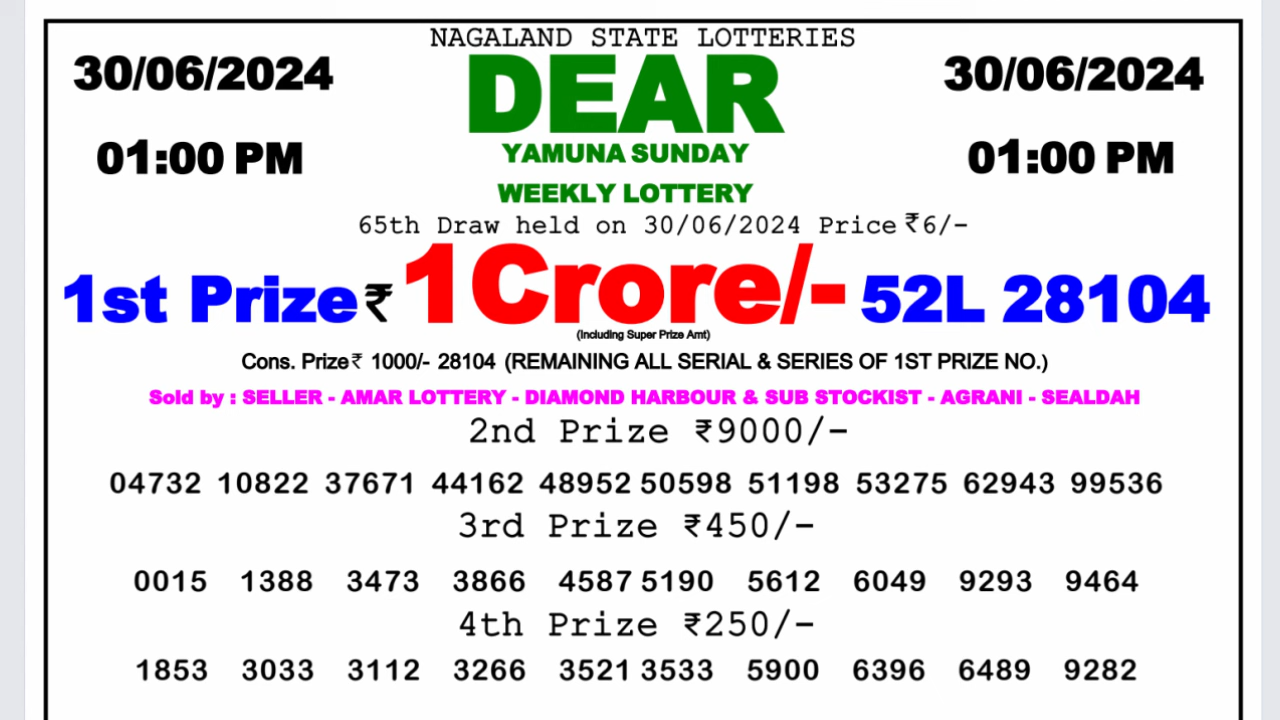 NAGALAND STATE LOTTERIES
30/06/2024 DEAR 30/06/2024
01:00 PM YAMUNA SUNDAY 01:00 PM
WEEKLY LOTTERY
65th Draw held on 30/06/2024 Price ₹6/-
1st Prize ₹ 1Crore/- 52L 28104
(Including Super Prize Amt)
Cons. Prize₹ 1000/- 28104 (REMAINING ALL SERIAL & SERIES OF 1ST PRIZE NO.)
Sold by : SELLER - AMAR LOTTERY - DIAMOND HARBOUR & SUB STOCKIST - AGRANI - SEALDAH
2nd Prize ₹9000/-
04732 10822 37671 44162 48952 50598 51198 53275 62943 99536
3rd Prize ₹450/-
0015 1388 3473 3866 4587 5190 5612 6049 9293 9464
4th Prize ₹250/-
1853 3033 3112 3266 3521 3533 5900 6396 6489 9282